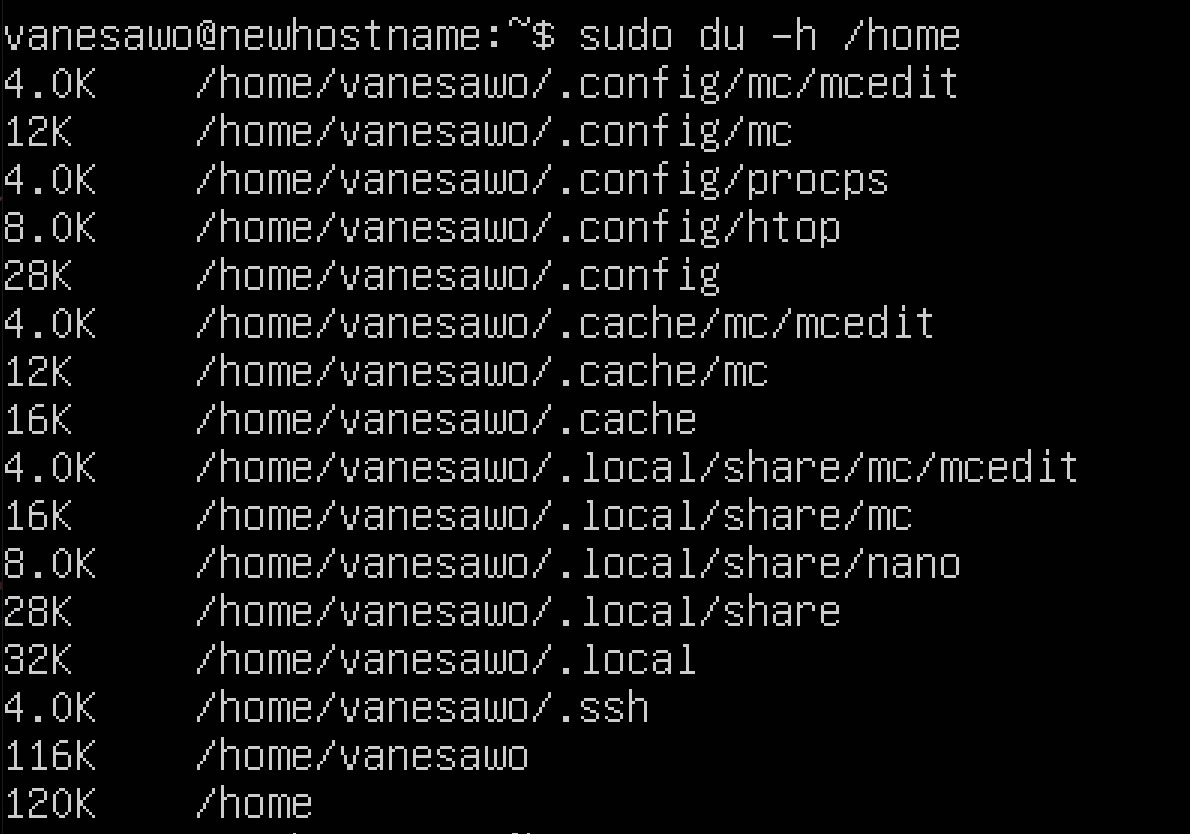 vanesawo@newhostname:~$ sudo du -h /home
4.0K	/home/vanesawo/.config/mc/mcedit
12K	/home/vanesawo/.config/mc
4.0K	/home/vanesawo/.config/procps
8.0K	/home/vanesawo/.config/htop
28K	/home/vanesawo/.config
4.0K	/home/vanesawo/.cache/mc/mcedit
12K	/home/vanesawo/.cache/mc
16K	/home/vanesawo/.cache
4.0K	/home/vanesawo/.local/share/mc/mcedit
16K	/home/vanesawo/.local/share/mc
8.0K	/home/vanesawo/.local/share/nano
28K	/home/vanesawo/.local/share
32K	/home/vanesawo/.local
4.0K	/home/vanesawo/.ssh
116K	/home/vanesawo
120K	/home